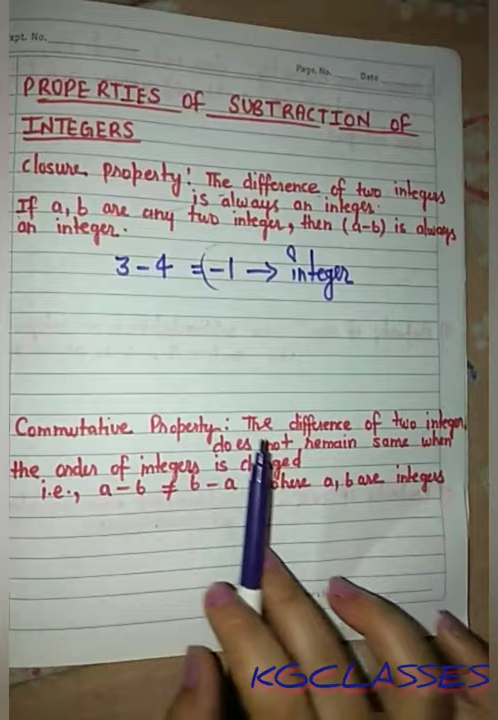 Expt. No.
Page. No. Date
PROPERTIES of SUBTRACTION OF
INTEGERS
Closure property: The difference of two integers
is always an integer.
If a, b are any two integer, then (a-b) is always
an integer.
3-4 =(-1 → integer
Commutative Property: The difference of two integer
does not remain same when
the order of integers is changed
i.e., a-b ≠ b-a where a, b are integers
KGCLASSES